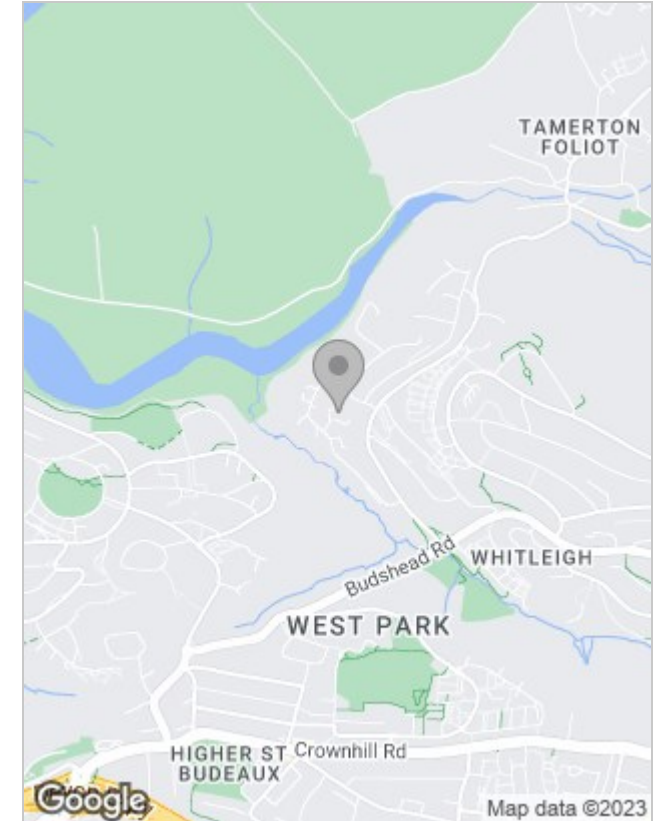 TAMERTON
FOLIOT
Budshead Rd
WHITLEIGH
WEST PARK
HIGHER ST
BUDEAUX
Crownhill Rd
Google
Map data ©2023